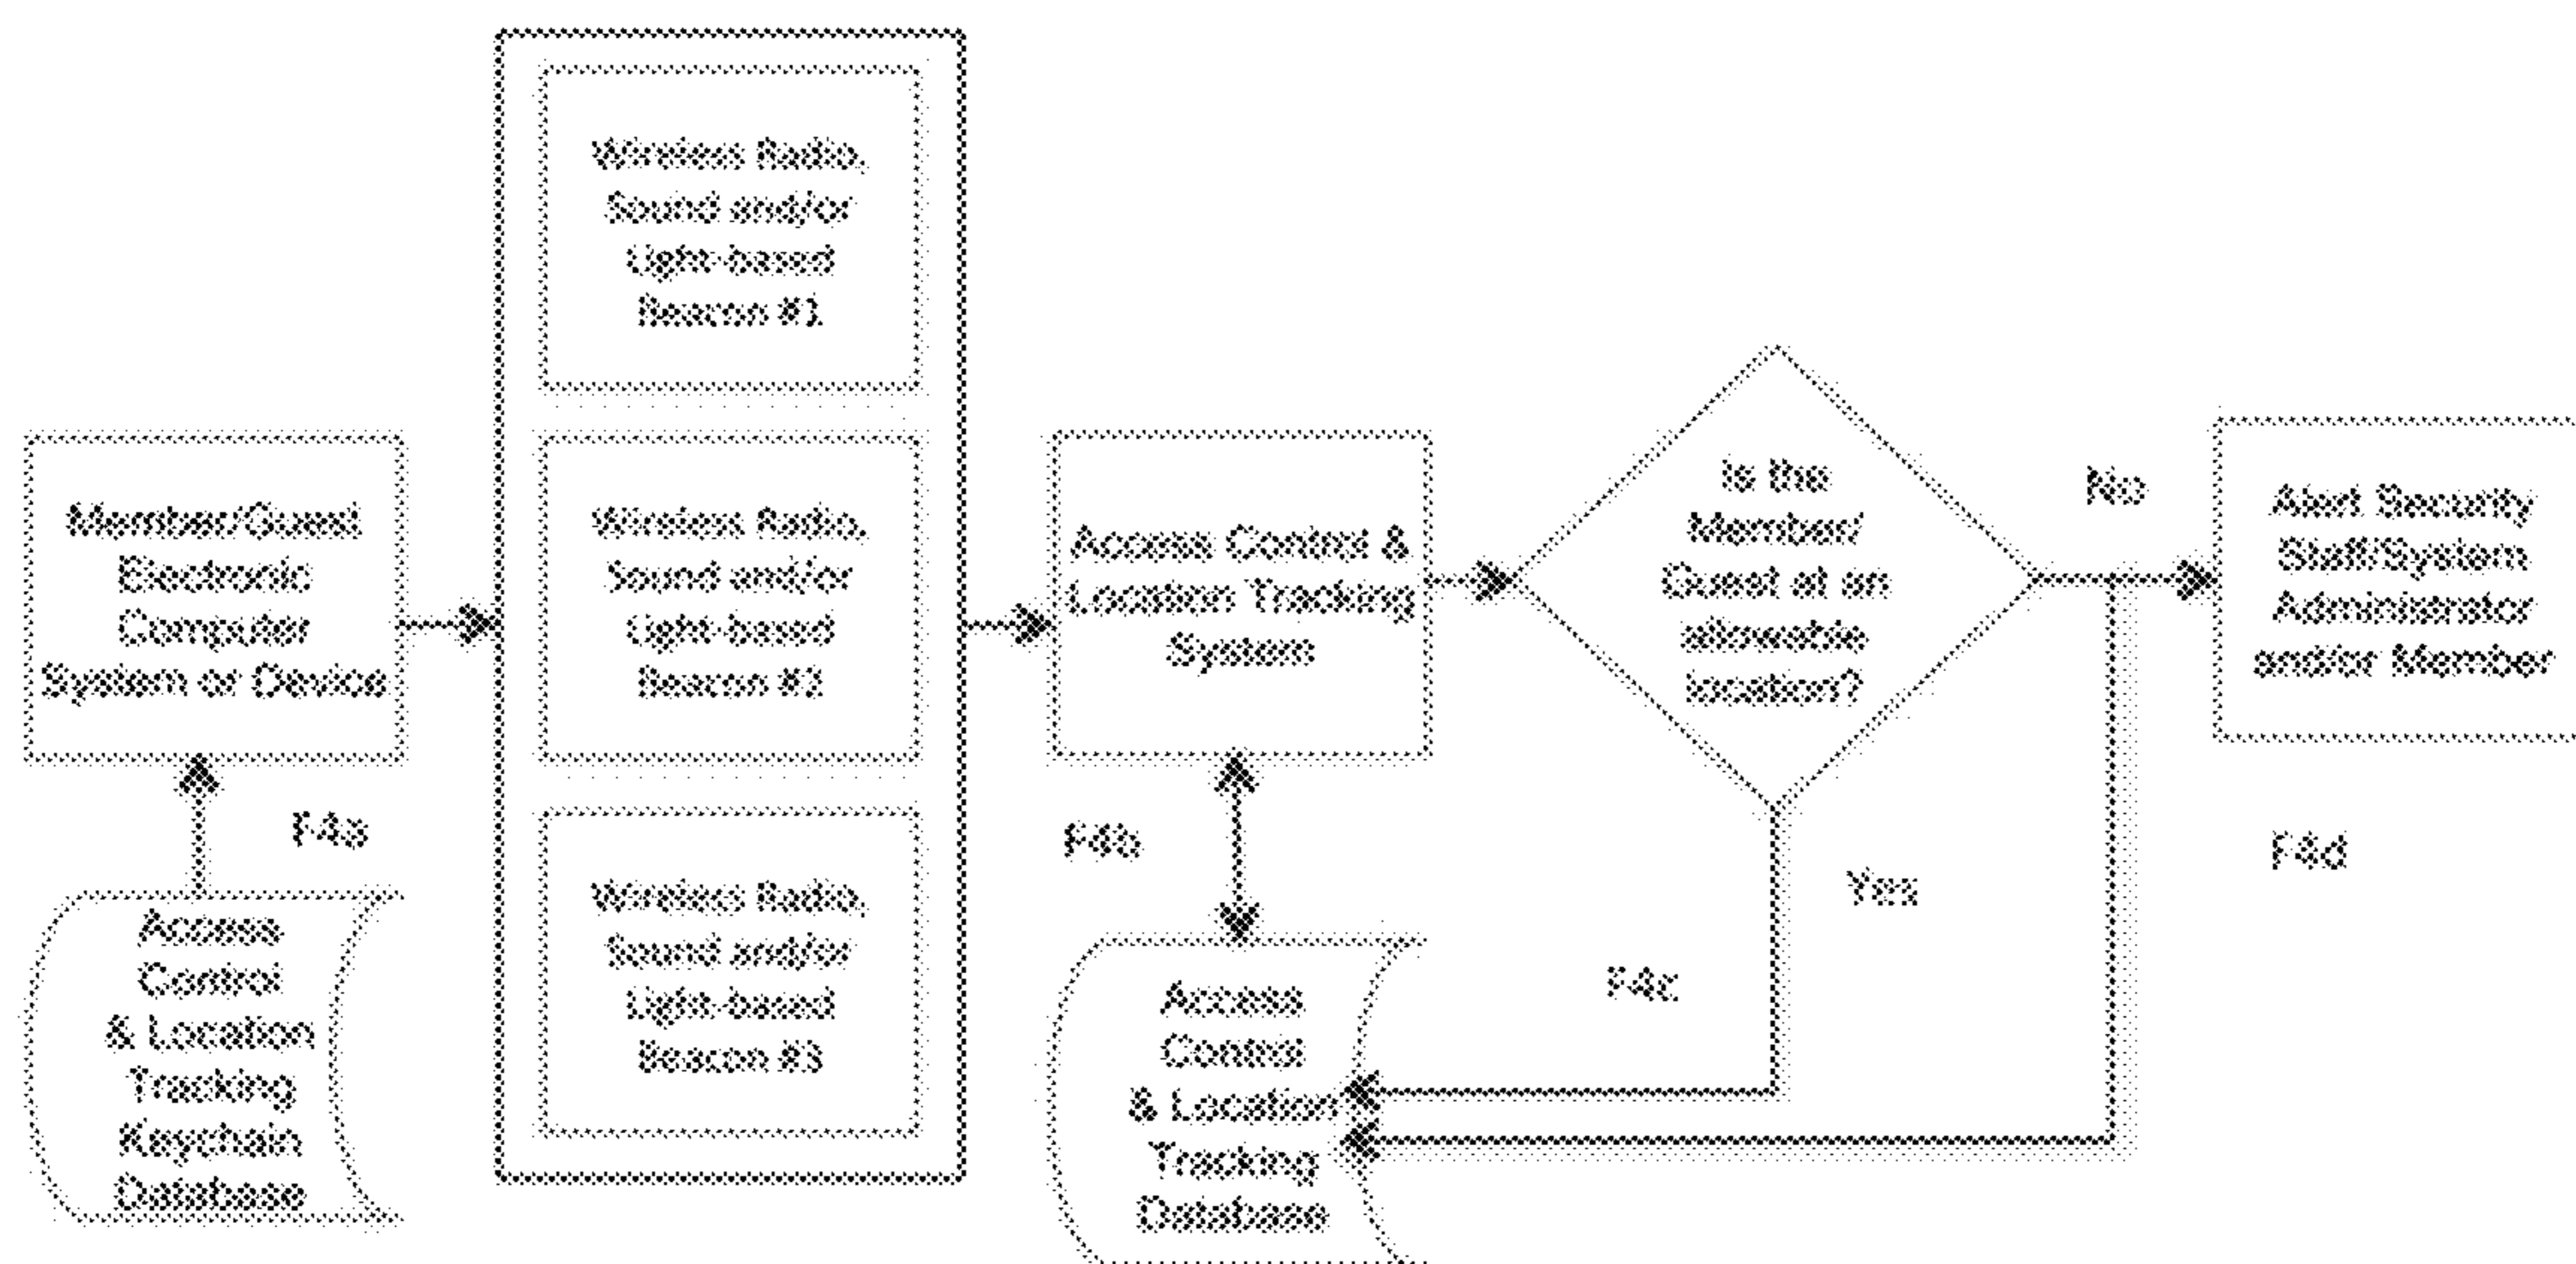 Wireless Radio,
Sound and/or
Light-based
Beacon #1
Member/Guest
Electronic
Computer
System or Device
Wireless Radio,
Sound and/or
Light-based
Beacon #2
Access Control &
Location Tracking
System
Is the
Member/
Guest at an
allowable
location?
No
Alert Security
Staff/System
Administrator
and/or Member
F4a
F4b
F4d
Yes
F4c
Access
Control
& Location
Tracking
Keychain
Database
Wireless Radio,
Sound and/or
Light-based
Beacon #3
Access
Control
& Location
Tracking
Database